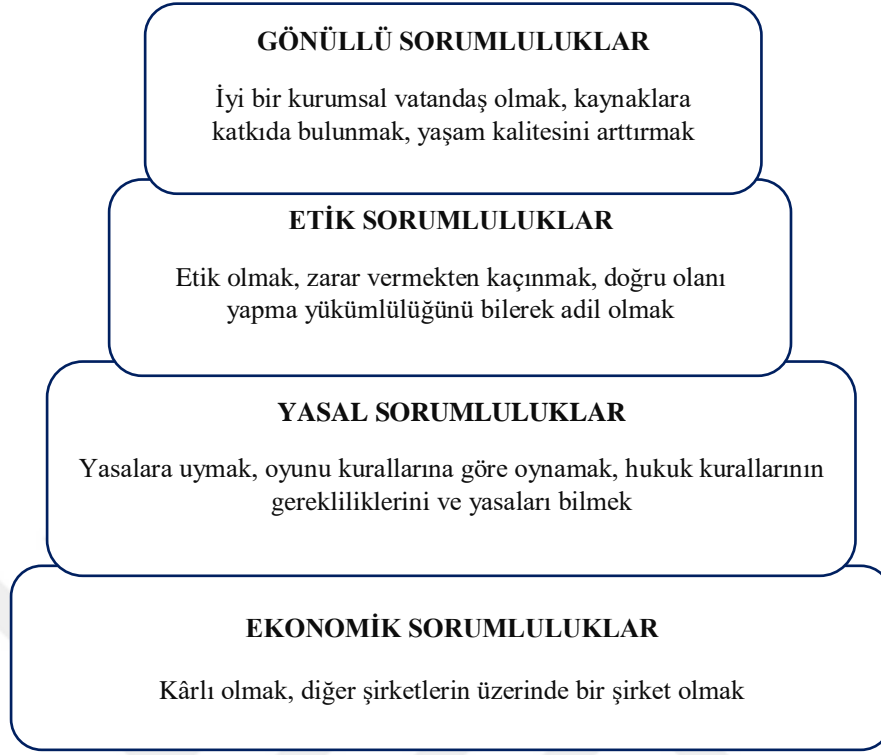 GÖNÜLLÜ SORUMLULUKLAR
İyi bir kurumsal vatandaş olmak, kaynaklara
katkıda bulunmak, yaşam kalitesini arttırmak
ETİK SORUMLULUKLAR
Etik olmak, zarar vermekten kaçınmak, doğru olanı
yapma yükümlülüğünü bilerek adil olmak
YASAL SORUMLULUKLAR
Yasalara uymak, oyunu kurallarına göre oynamak, hukuk kurallarının
gerekliliklerini ve yasaları bilmek
EKONOMİK SORUMLULUKLAR
Kârlı olmak, diğer şirketlerin üzerinde bir şirket olmak